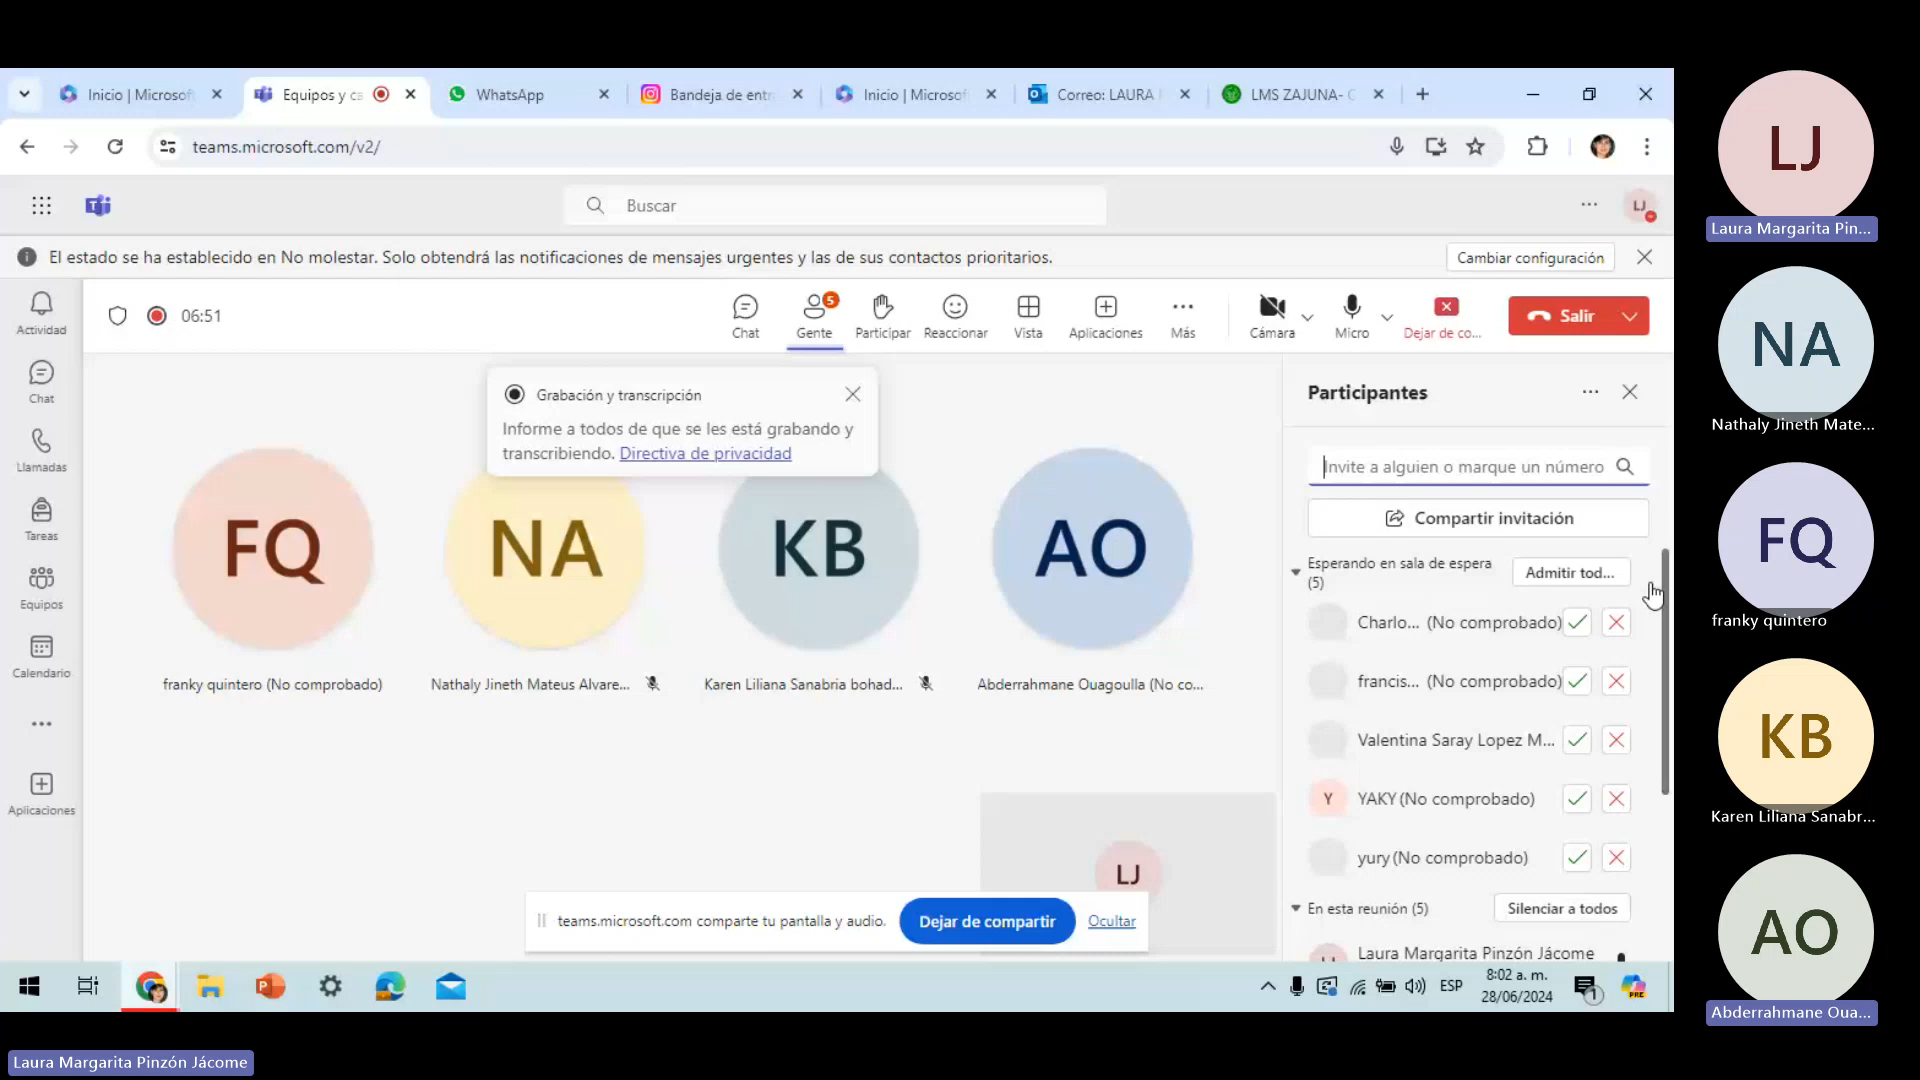 Inicio | Microsof
Equipos y ca
WhatsApp
Bandeja de entr
Inicio | Microsof
Correo: LAURA
LMS ZAJUNA-
teams.microsoft.com/v2/
Buscar
LJ
El estado se ha establecido en No molestar. Solo obtendrá las notificaciones de mensajes urgentes y las de sus contactos prioritarios.
Cambiar configuración
Actividad
Chat
Llamadas
Tareas
Equipos
Calendario
Aplicaciones
06:51
Chat
5
Gente
Participar
Reaccionar
Vista
Aplicaciones
Más
Cámara
Micro
Dejar de co...
Salir
Grabación y transcripción
Informe a todos de que se les está grabando y
transcribiendo. Directiva de privacidad
FQ
NA
KB
AO
franky quintero (No comprobado)
Nathaly Jineth Mateus Alvare...
Karen Liliana Sanabria bohad...
Abderrahmane Ouagoulla (No co...
LJ
Participantes
Invite a alguien o marque un número
Compartir invitación
Esperando en sala de espera
(5)
Admitir tod...
Charlo... (No comprobado)
francis... (No comprobado)
Valentina Saray Lopez M...
Y
YAKY (No comprobado)
yury (No comprobado)
En esta reunión (5)
Silenciar a todos
Laura Margarita Pinzón Jácome
teams.microsoft.com comparte tu pantalla y audio.
Dejar de compartir
Ocultar
ESP
8:02 a. m.
28/06/2024
1
PRE
LJ
Laura Margarita Pin...
NA
Nathaly Jineth Mate...
FQ
franky quintero
KB
Karen Liliana Sanabr...
AO
Abderrahmane Oua...
Laura Margarita Pinzón Jácome